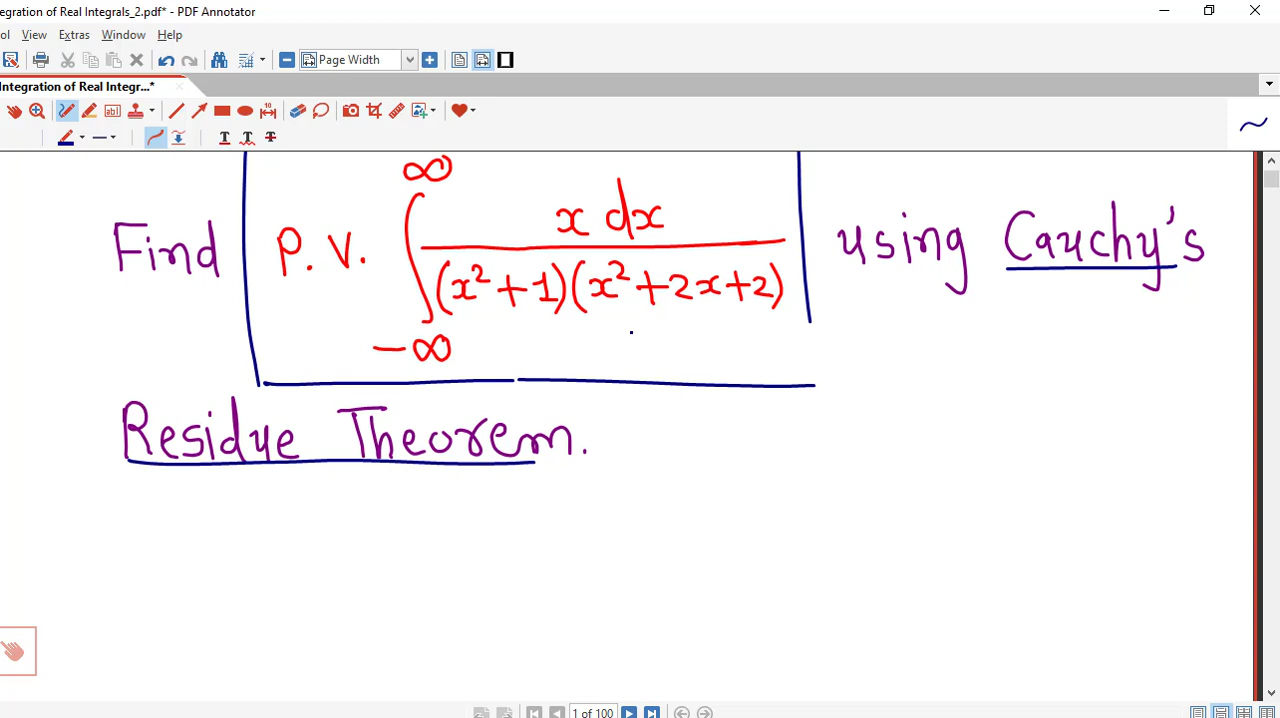 egration of Real Integrals_2.pdf* - PDF Annotator
ol View Extras Window Help
Page Width
Integration of Real Integr...*
Find P.V. ∫_{-∞}^{∞} x dx / (x²+1)(x²+2x+2) using Cauchy's
Residue Theorem.
1 of 100